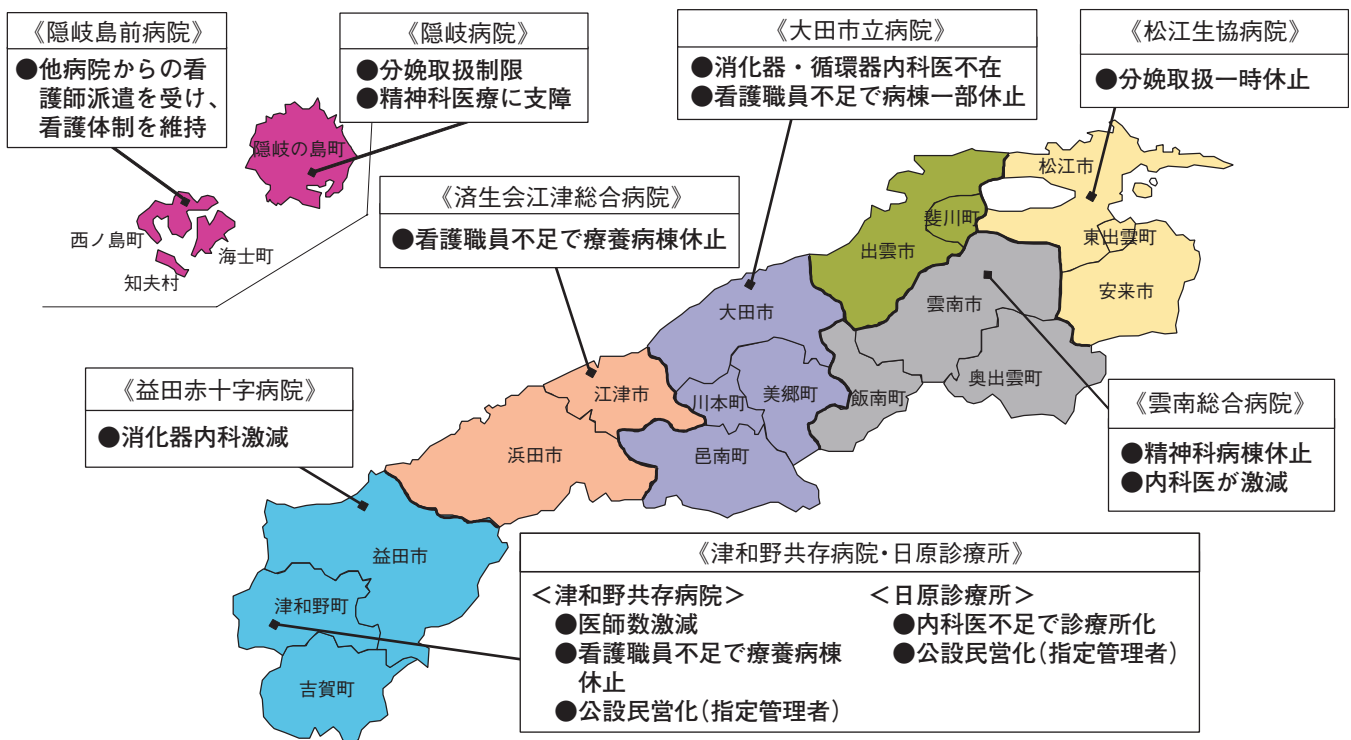 《隠岐島前病院》
●他病院からの看
護師派遣を受け、
看護体制を維持
《隠岐病院》
●分娩取扱制限
●精神科医療に支障
《大田市立病院》
●消化器・循環器内科医不在
●看護職員不足で病棟一部休止
《松江生協病院》
●分娩取扱一時休止
隠岐の島町
西ノ島町
海士町
知夫村
《済生会江津総合病院》
●看護職員不足で療養病棟休止
松江市
斐川町
出雲市
東出雲町
安来市
雲南市
大田市
奥出雲町
飯南町
美郷町
川本町
江津市
邑南町
浜田市
《益田赤十字病院》
●消化器内科激減
《雲南総合病院》
●精神科病棟休止
●内科医が激減
益田市
津和野町
吉賀町
《津和野共存病院・日原診療所》
＜津和野共存病院＞
●医師数激減
●看護職員不足で療養病棟
休止
●公設民営化（指定管理者）
＜日原診療所＞
●内科医不足で診療所化
●公設民営化（指定管理者）